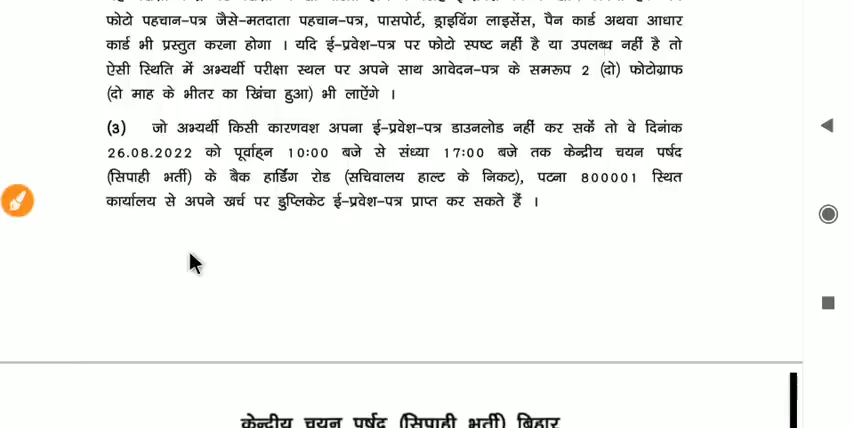 फोटो पहचान-पत्र जैसे-मतदाता पहचान-पत्र, पासपोर्ट, ड्राइविंग लाइसेंस, पैन कार्ड अथवा आधार
कार्ड भी प्रस्तुत करना होगा । यदि ई-प्रवेश-पत्र पर फोटो स्पष्ट नहीं है या उपलब्ध नहीं है तो
ऐसी स्थिति में अभ्यर्थी परीक्षा स्थल पर अपने साथ आवेदन-पत्र के समरूप 2 (दो) फोटोग्राफ
(दो माह के भीतर का खिंचा हुआ) भी लाऐंगे ।
(3) जो अभ्यर्थी किसी कारणवश अपना ई-प्रवेश-पत्र डाउनलोड नहीं कर सकें तो वे दिनांक
26.08.2022 को पूर्वाह्न 10:00 बजे से संध्या 17:00 बजे तक केन्द्रीय चयन पर्षद
(सिपाही भर्ती) के बैक हार्डिंग रोड (सचिवालय हाल्ट के निकट), पटना 800001 स्थित
कार्यालय से अपने खर्च पर डुप्लिकेट ई-प्रवेश-पत्र प्राप्त कर सकते हैं ।
केन्द्रीय चयन पर्षद (सिपाही भर्ती) बिहार